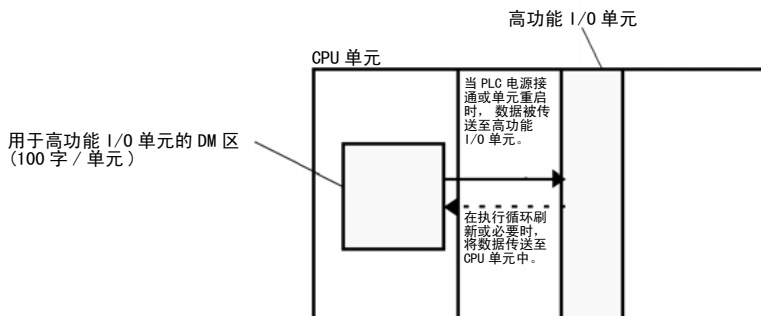 高功能 I/O 单元
CPU 单元
当 PLC 电源接
通或单元重启
时， 数据被传
送至高功能
I/O 单元。
用于高功能 I/O 单元的 DM 区
(100 字 / 单元 )
在执行循环刷
新或必要时，
将数据传送至
CPU 单元中。